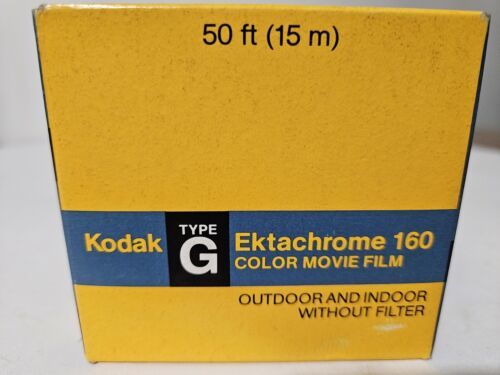 50 ft (15 m)
Kodak TYPE G Ektachrome 160
COLOR MOVIE FILM
OUTDOOR AND INDOOR
WITHOUT FILTER